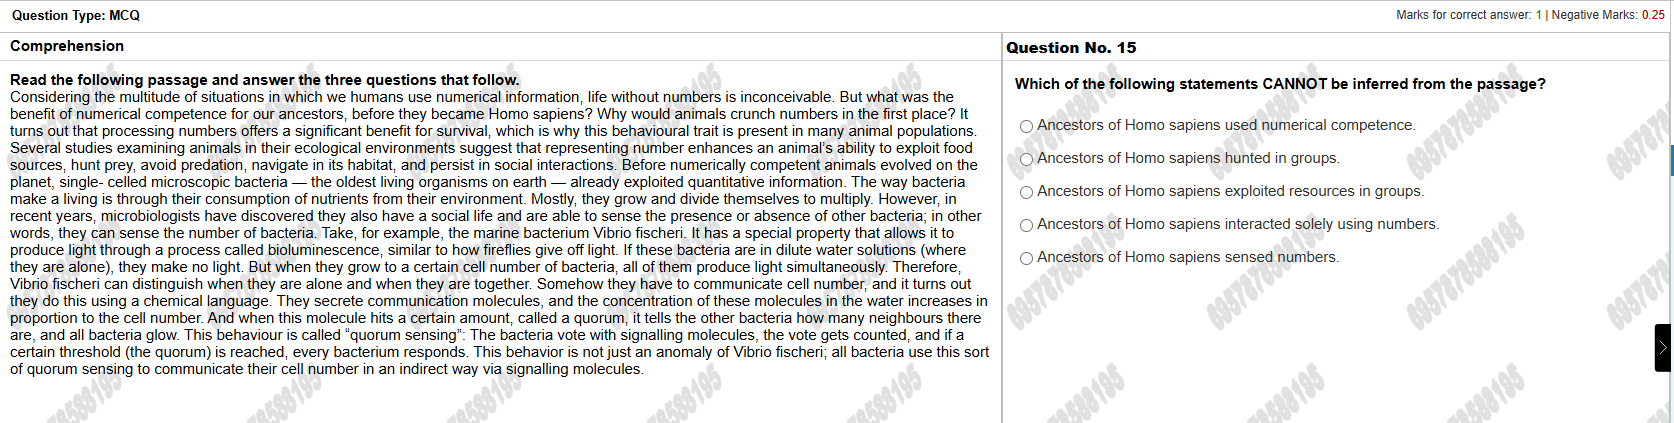 Question Type: MCQ
Marks for correct answer: 1 | Negative Marks: 0.25
Comprehension
Read the following passage and answer the three questions that follow.
Considering the multitude of situations in which we humans use numerical information, life without numbers is inconceivable. But what was the
benefit of numerical competence for our ancestors, before they became Homo sapiens? Why would animals crunch numbers in the first place? It
turns out that processing numbers offers a significant benefit for survival, which is why this behavioural trait is present in many animal populations.
Several studies examining animals in their ecological environments suggest that representing number enhances an animal's ability to exploit food
sources, hunt prey, avoid predation, navigate in its habitat, and persist in social interactions. Before numerically competent animals evolved on the
planet, single- celled microscopic bacteria — the oldest living organisms on earth — already exploited quantitative information. The way bacteria
make a living is through their consumption of nutrients from their environment. Mostly, they grow and divide themselves to multiply. However, in
recent years, microbiologists have discovered they also have a social life and are able to sense the presence or absence of other bacteria; in other
words, they can sense the number of bacteria. Take, for example, the marine bacterium Vibrio fischeri. It has a special property that allows it to
produce light through a process called bioluminescence, similar to how fireflies give off light. If these bacteria are in dilute water solutions (where
they are alone), they make no light. But when they grow to a certain cell number of bacteria, all of them produce light simultaneously. Therefore,
Vibrio fischeri can distinguish when they are alone and when they are together. Somehow they have to communicate cell number, and it turns out
they do this using a chemical language. They secrete communication molecules, and the concentration of these molecules in the water increases in
proportion to the cell number. And when this molecule hits a certain amount, called a quorum, it tells the other bacteria how many neighbours there
are, and all bacteria glow. This behaviour is called “quorum sensing”: The bacteria vote with signalling molecules, the vote gets counted, and if a
certain threshold (the quorum) is reached, every bacterium responds. This behavior is not just an anomaly of Vibrio fischeri; all bacteria use this sort
of quorum sensing to communicate their cell number in an indirect way via signalling molecules.
Question No. 15
Which of the following statements CANNOT be inferred from the passage?
Ancestors of Homo sapiens used numerical competence.
Ancestors of Homo sapiens hunted in groups.
Ancestors of Homo sapiens exploited resources in groups.
Ancestors of Homo sapiens interacted solely using numbers.
Ancestors of Homo sapiens sensed numbers.